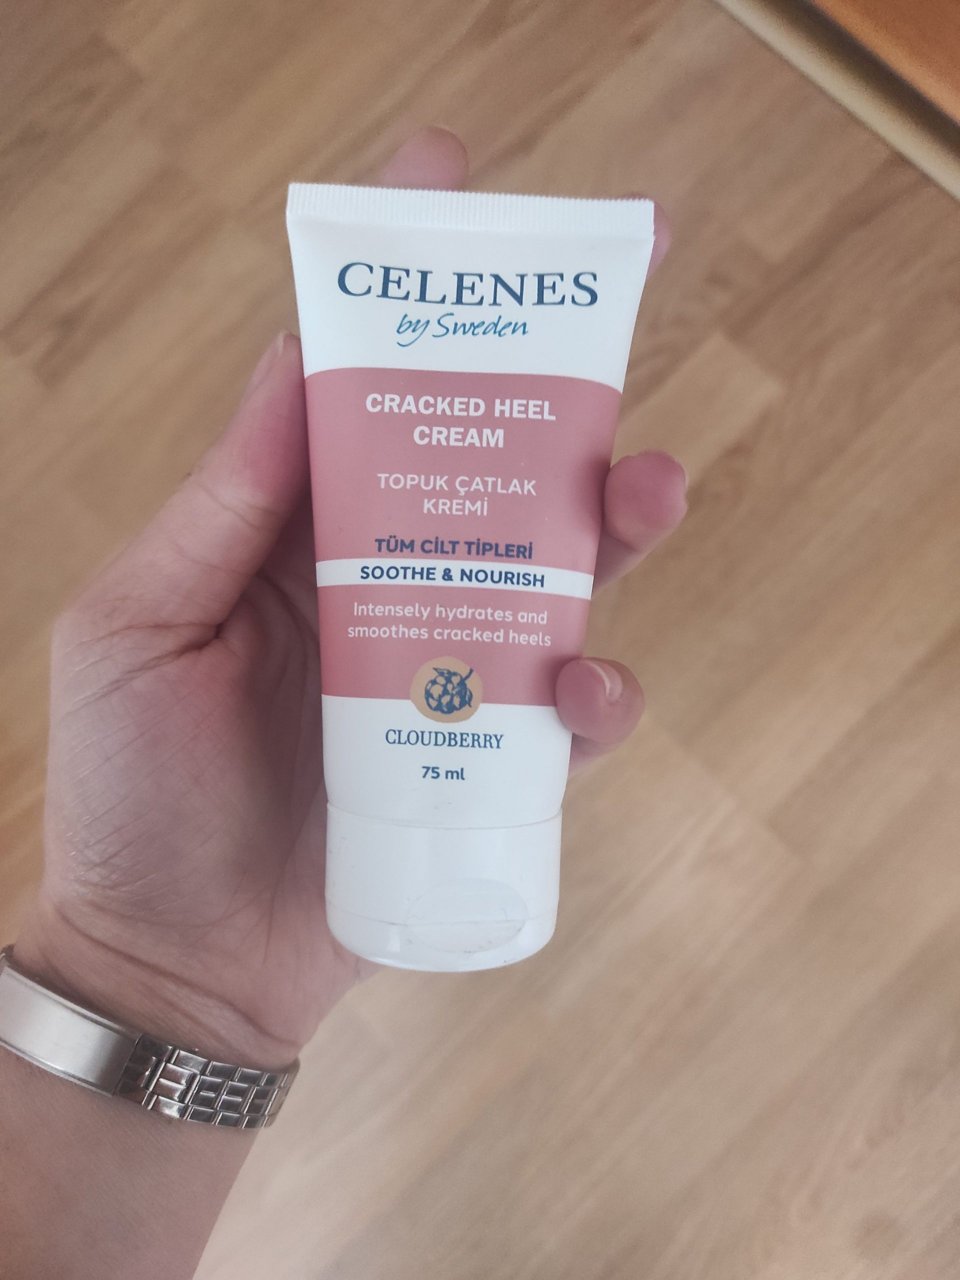 CELENES
by Sweden
CRACKED HEEL
CREAM
TOPUK ÇATLAK
KREMİ
TÜM CİLT TİPLERİ
SOOTHE & NOURISH
Intensely hydrates and
smoothes cracked heels
CLOUDBERRY
75 ml